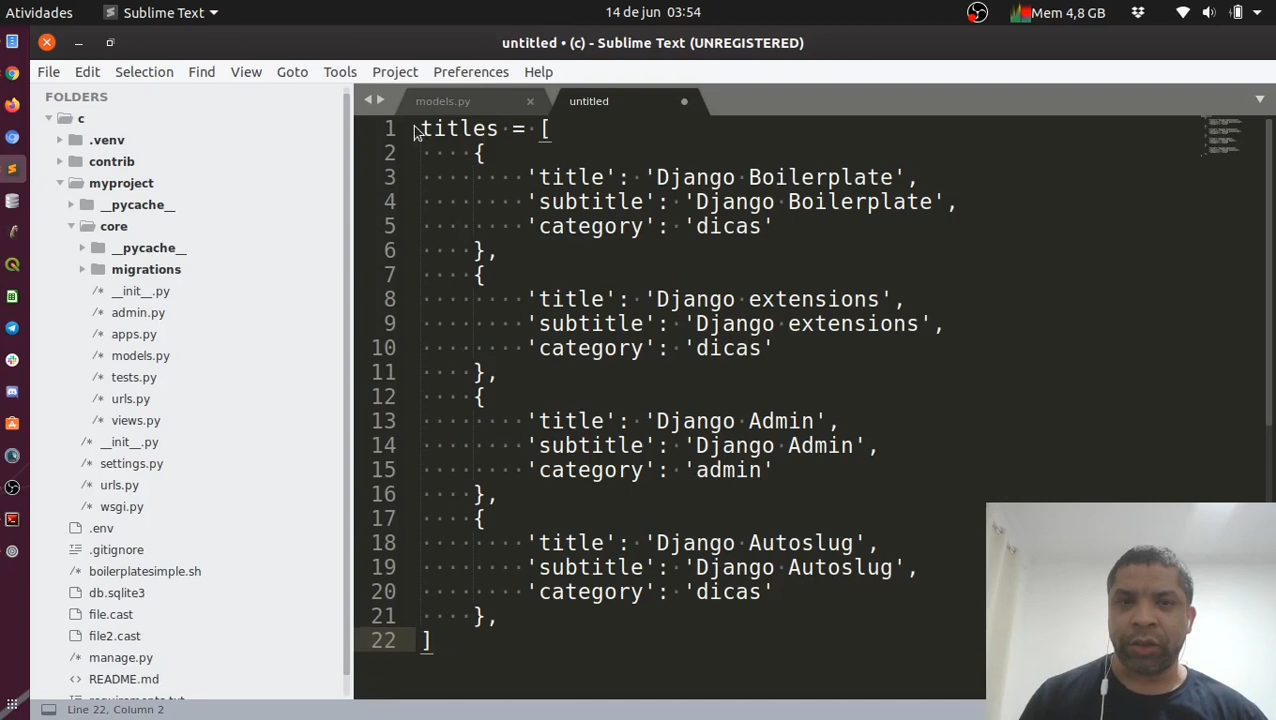 Atividades
Sublime Text
14 de jun 03:54
Mem 4,8 GB
untitled • (c) - Sublime Text (UNREGISTERED)
File Edit Selection Find View Goto Tools Project Preferences Help
FOLDERS
c
.venv
contrib
myproject
__pycache__
core
__pycache__
migrations
__init__.py
admin.py
apps.py
models.py
tests.py
urls.py
views.py
__init__.py
settings.py
urls.py
wsgi.py
.env
.gitignore
boilerplatesimple.sh
db.sqlite3
file.cast
file2.cast
manage.py
README.md
requirements.txt
models.py
untitled
1 titles = [
2 {
3 'title': 'Django Boilerplate',
4 'subtitle': 'Django Boilerplate',
5 'category': 'dicas'
6 },
7 {
8 'title': 'Django extensions',
9 'subtitle': 'Django extensions',
10 'category': 'dicas'
11 },
12 {
13 'title': 'Django Admin',
14 'subtitle': 'Django Admin',
15 'category': 'admin'
16 },
17 {
18 'title': 'Django Autoslug',
19 'subtitle': 'Django Autoslug',
20 'category': 'dicas'
21 },
22 ]
Line 22, Column 2